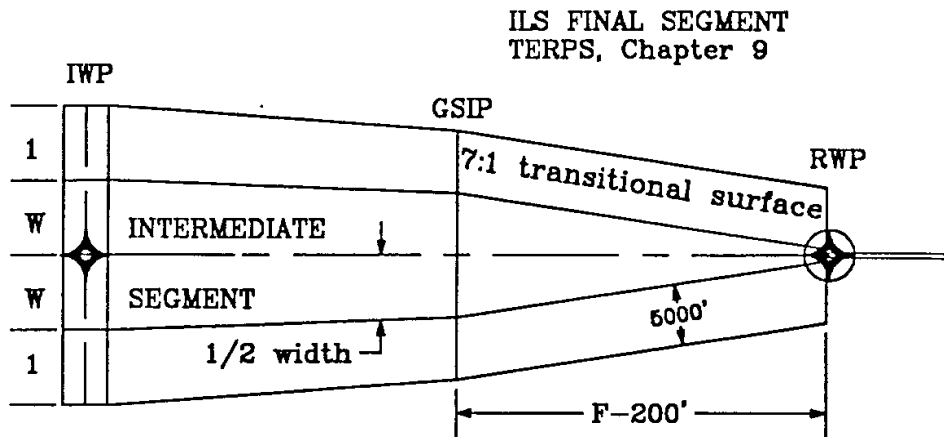 ILS FINAL SEGMENT
TERPS, Chapter 9
IWP
GSIP
RWP
1
7:1 transitional surface
W
INTERMEDIATE
W
SEGMENT
5000'
1
1/2 width
F-200'